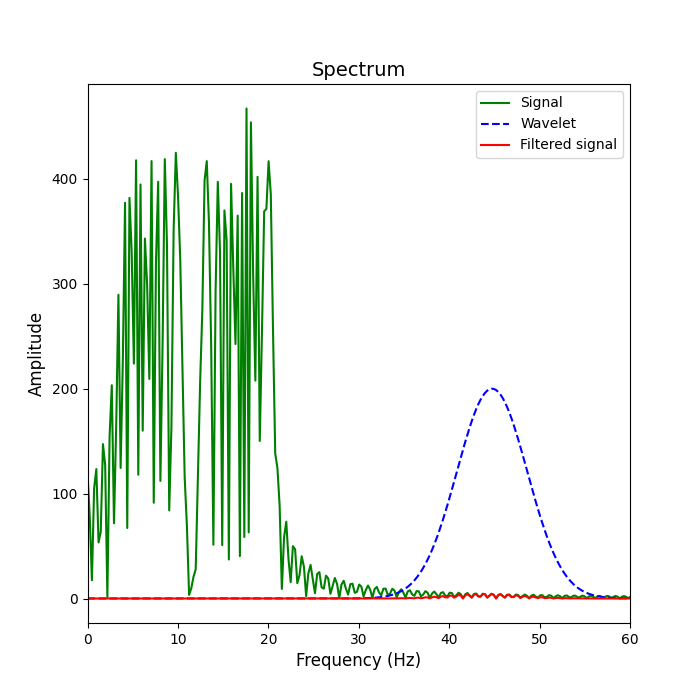 Spectrum
Signal
Wavelet
Filtered signal
400
300
200
100
0
Amplitude
0 10 20 30 40 50 60
Frequency (Hz)